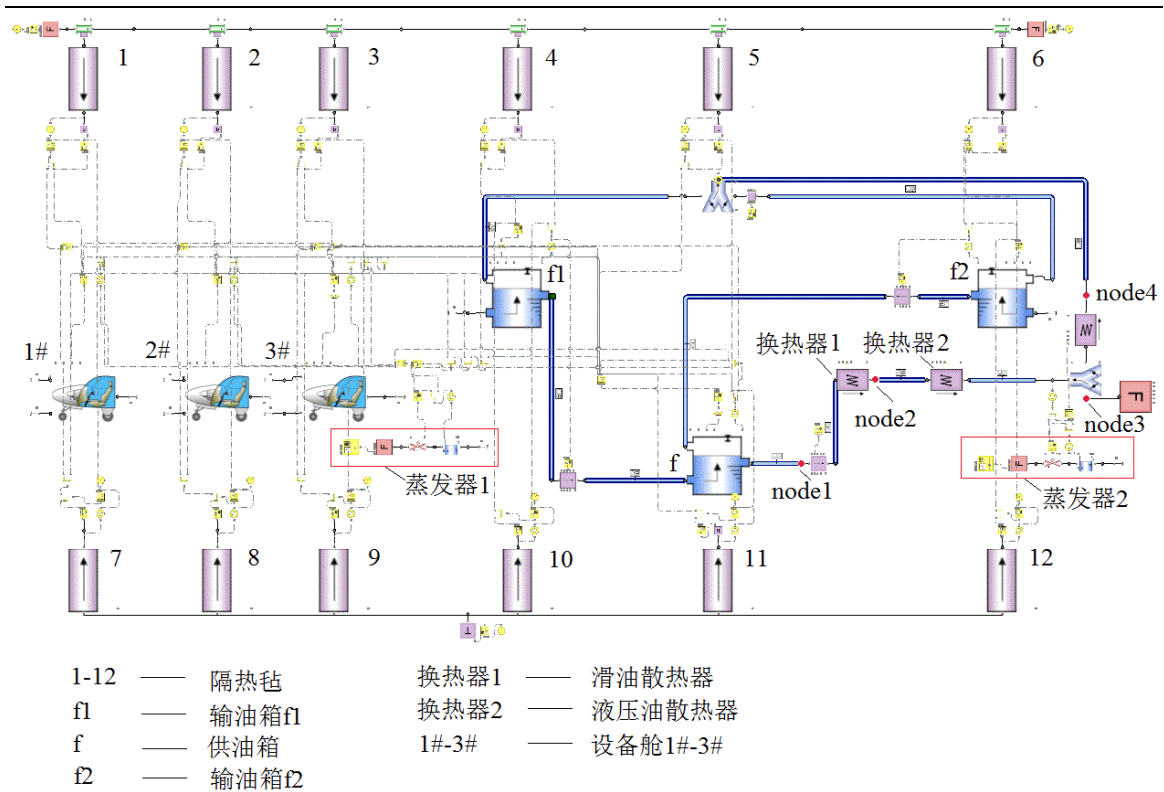 1 2 3 4 5 6
f1 f2
node4
1# 2# 3# 换热器1 换热器2
node2 node3
f
蒸发器1 node1 蒸发器2
7 8 9 10 11 12
1-12 —— 隔热毡
f1 —— 输油箱f1
f —— 供油箱
f2 —— 输油箱f2
换热器1 —— 滑油散热器
换热器2 —— 液压油散热器
1#-3# —— 设备舱1#-3#